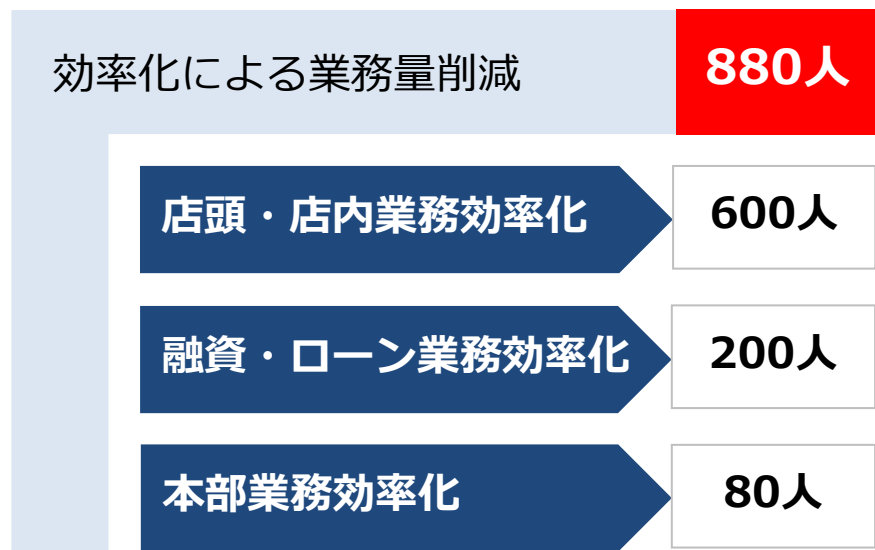 効率化による業務量削減
880人
店頭・店内業務効率化
600人
融資・ローン業務効率化
200人
本部業務効率化
80人